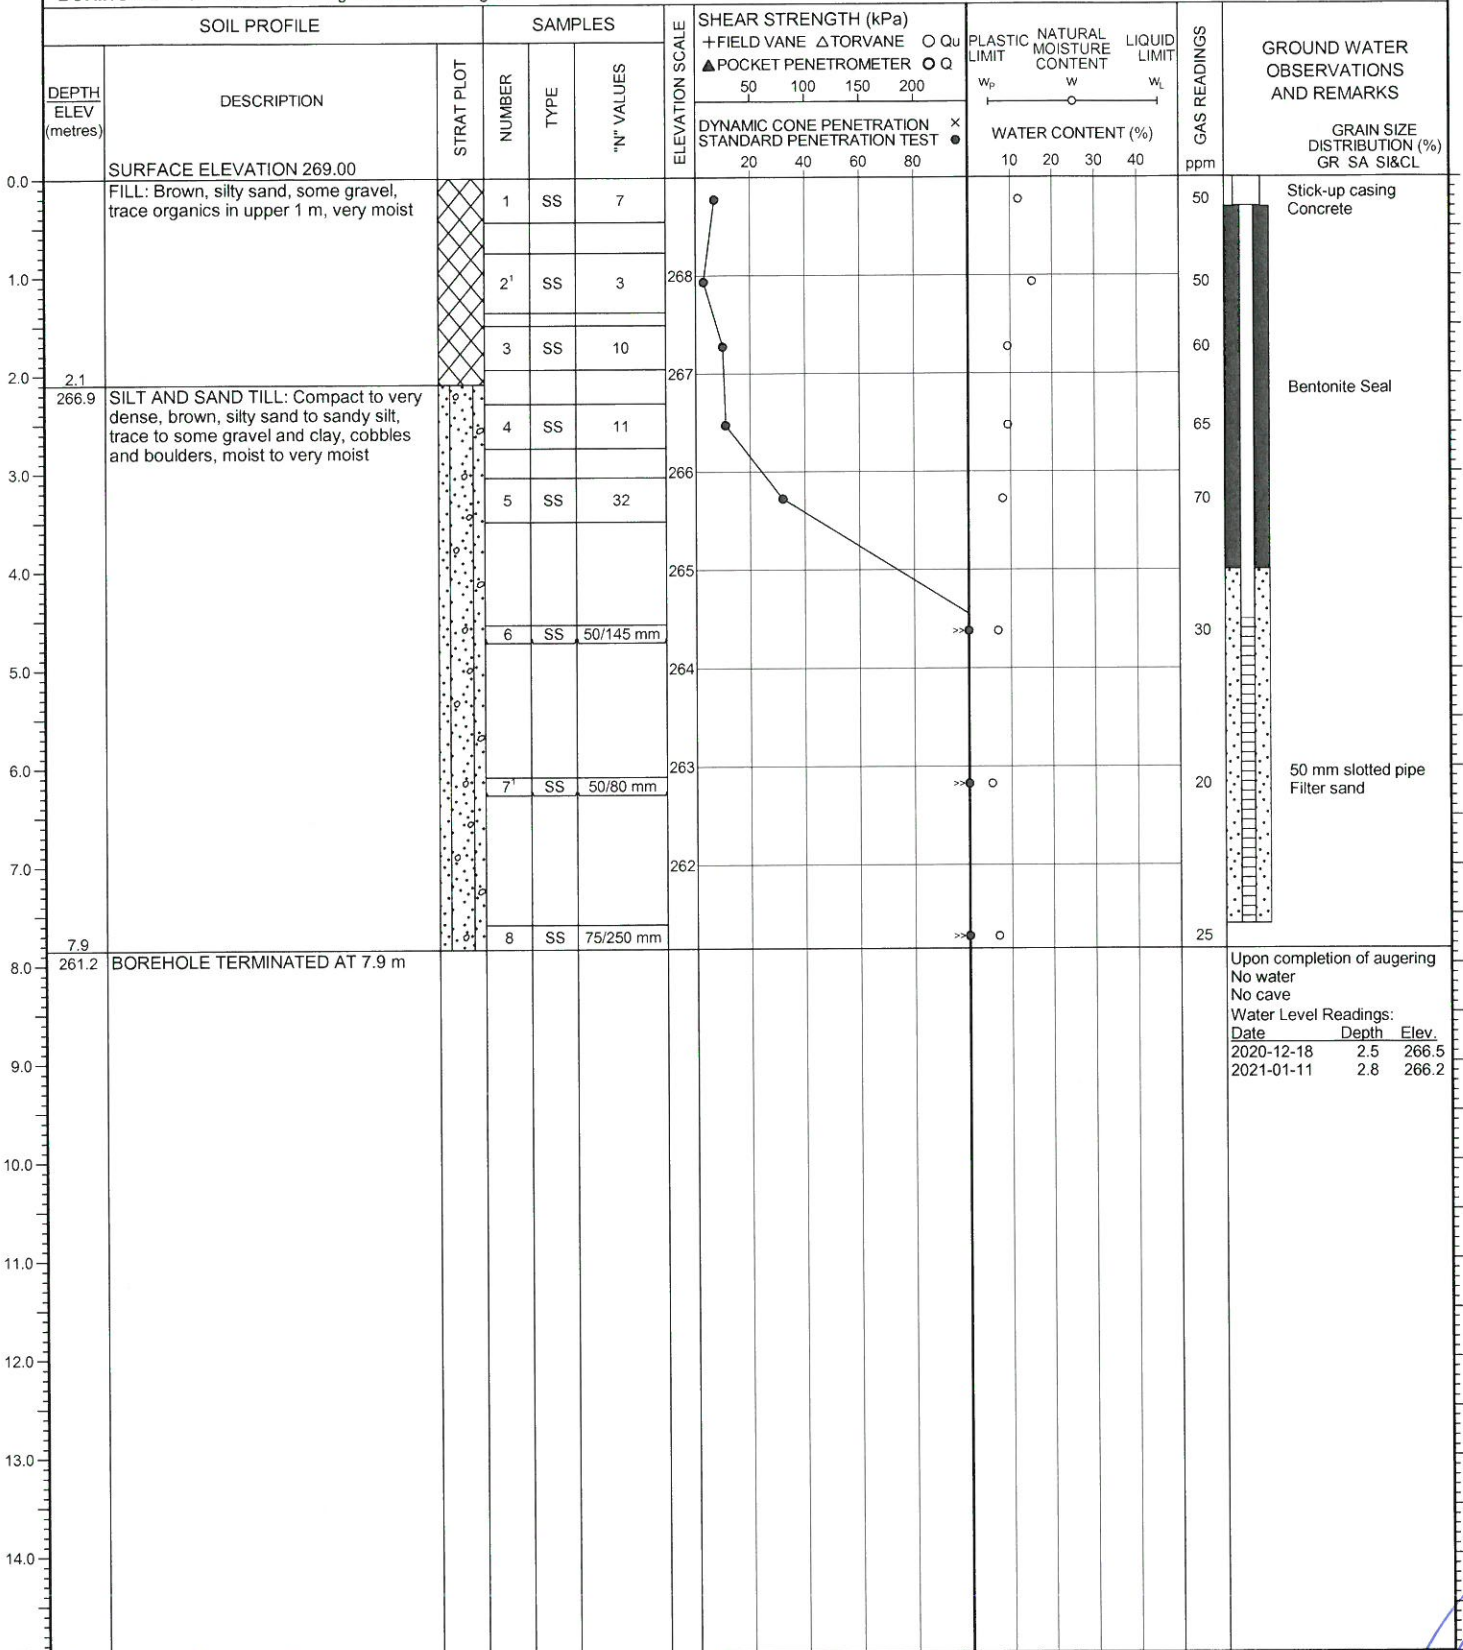 SOIL PROFILE
SAMPLES
DEPTH
ELEV
(metres)
DESCRIPTION
STRAT PLOT
NUMBER
TYPE
"N" VALUES
ELEVATION SCALE
SHEAR STRENGTH (kPa)
+FIELD VANE △TORVANE ○ Qu
▲POCKET PENETROMETER ○ Q
50 100 150 200
DYNAMIC CONE PENETRATION ×
STANDARD PENETRATION TEST ●
20 40 60 80
PLASTIC LIMIT
NATURAL MOISTURE CONTENT
LIQUID LIMIT
WP W WL
WATER CONTENT (%)
10 20 30 40
GAS READINGS
ppm
GROUND WATER
OBSERVATIONS
AND REMARKS
GRAIN SIZE
DISTRIBUTION (%)
GR SA SI&CL
SURFACE ELEVATION 269.00
0.0
FILL: Brown, silty sand, some gravel,
trace organics in upper 1 m, very moist
1 SS 7
50
Stick-up casing
Concrete
1.0
2¹ SS 3
268
50
3 SS 10
60
267
2.0
2.1
266.9
SILT AND SAND TILL: Compact to very
dense, brown, silty sand to sandy silt,
trace to some gravel and clay, cobbles
and boulders, moist to very moist
Bentonite Seal
4 SS 11
65
266
3.0
5 SS 32
70
265
4.0
6 SS 50/145 mm
>>
30
264
5.0
263
6.0
7¹ SS 50/80 mm
>>
20
50 mm slotted pipe
Filter sand
262
7.0
8 SS 75/250 mm
>>
25
7.9
261.2
BOREHOLE TERMINATED AT 7.9 m
8.0
Upon completion of augering
No water
No cave
Water Level Readings:
Date Depth Elev.
2020-12-18 2.5 266.5
2021-01-11 2.8 266.2
9.0
10.0
11.0
12.0
13.0
14.0
20 40 60 80
10 20 30 40